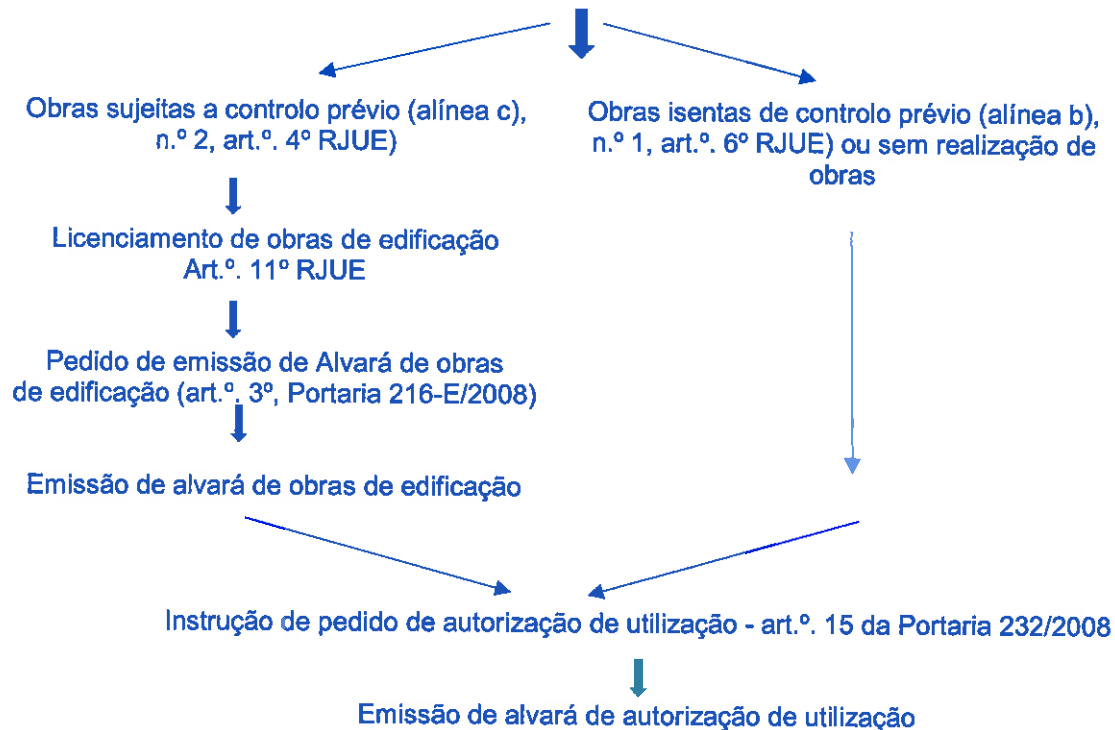 Obras sujeitas a controlo prévio (alínea c),
n.º 2, art.º. 4º RJUE)
Obras isentas de controlo prévio (alínea b),
n.º 1, art.º. 6º RJUE) ou sem realização de
obras
Licenciamento de obras de edificação
Art.º. 11º RJUE
Pedido de emissão de Alvará de obras
de edificação (art.º. 3º, Portaria 216-E/2008)
Emissão de alvará de obras de edificação
Instrução de pedido de autorização de utilização - art.º. 15 da Portaria 232/2008
Emissão de alvará de autorização de utilização